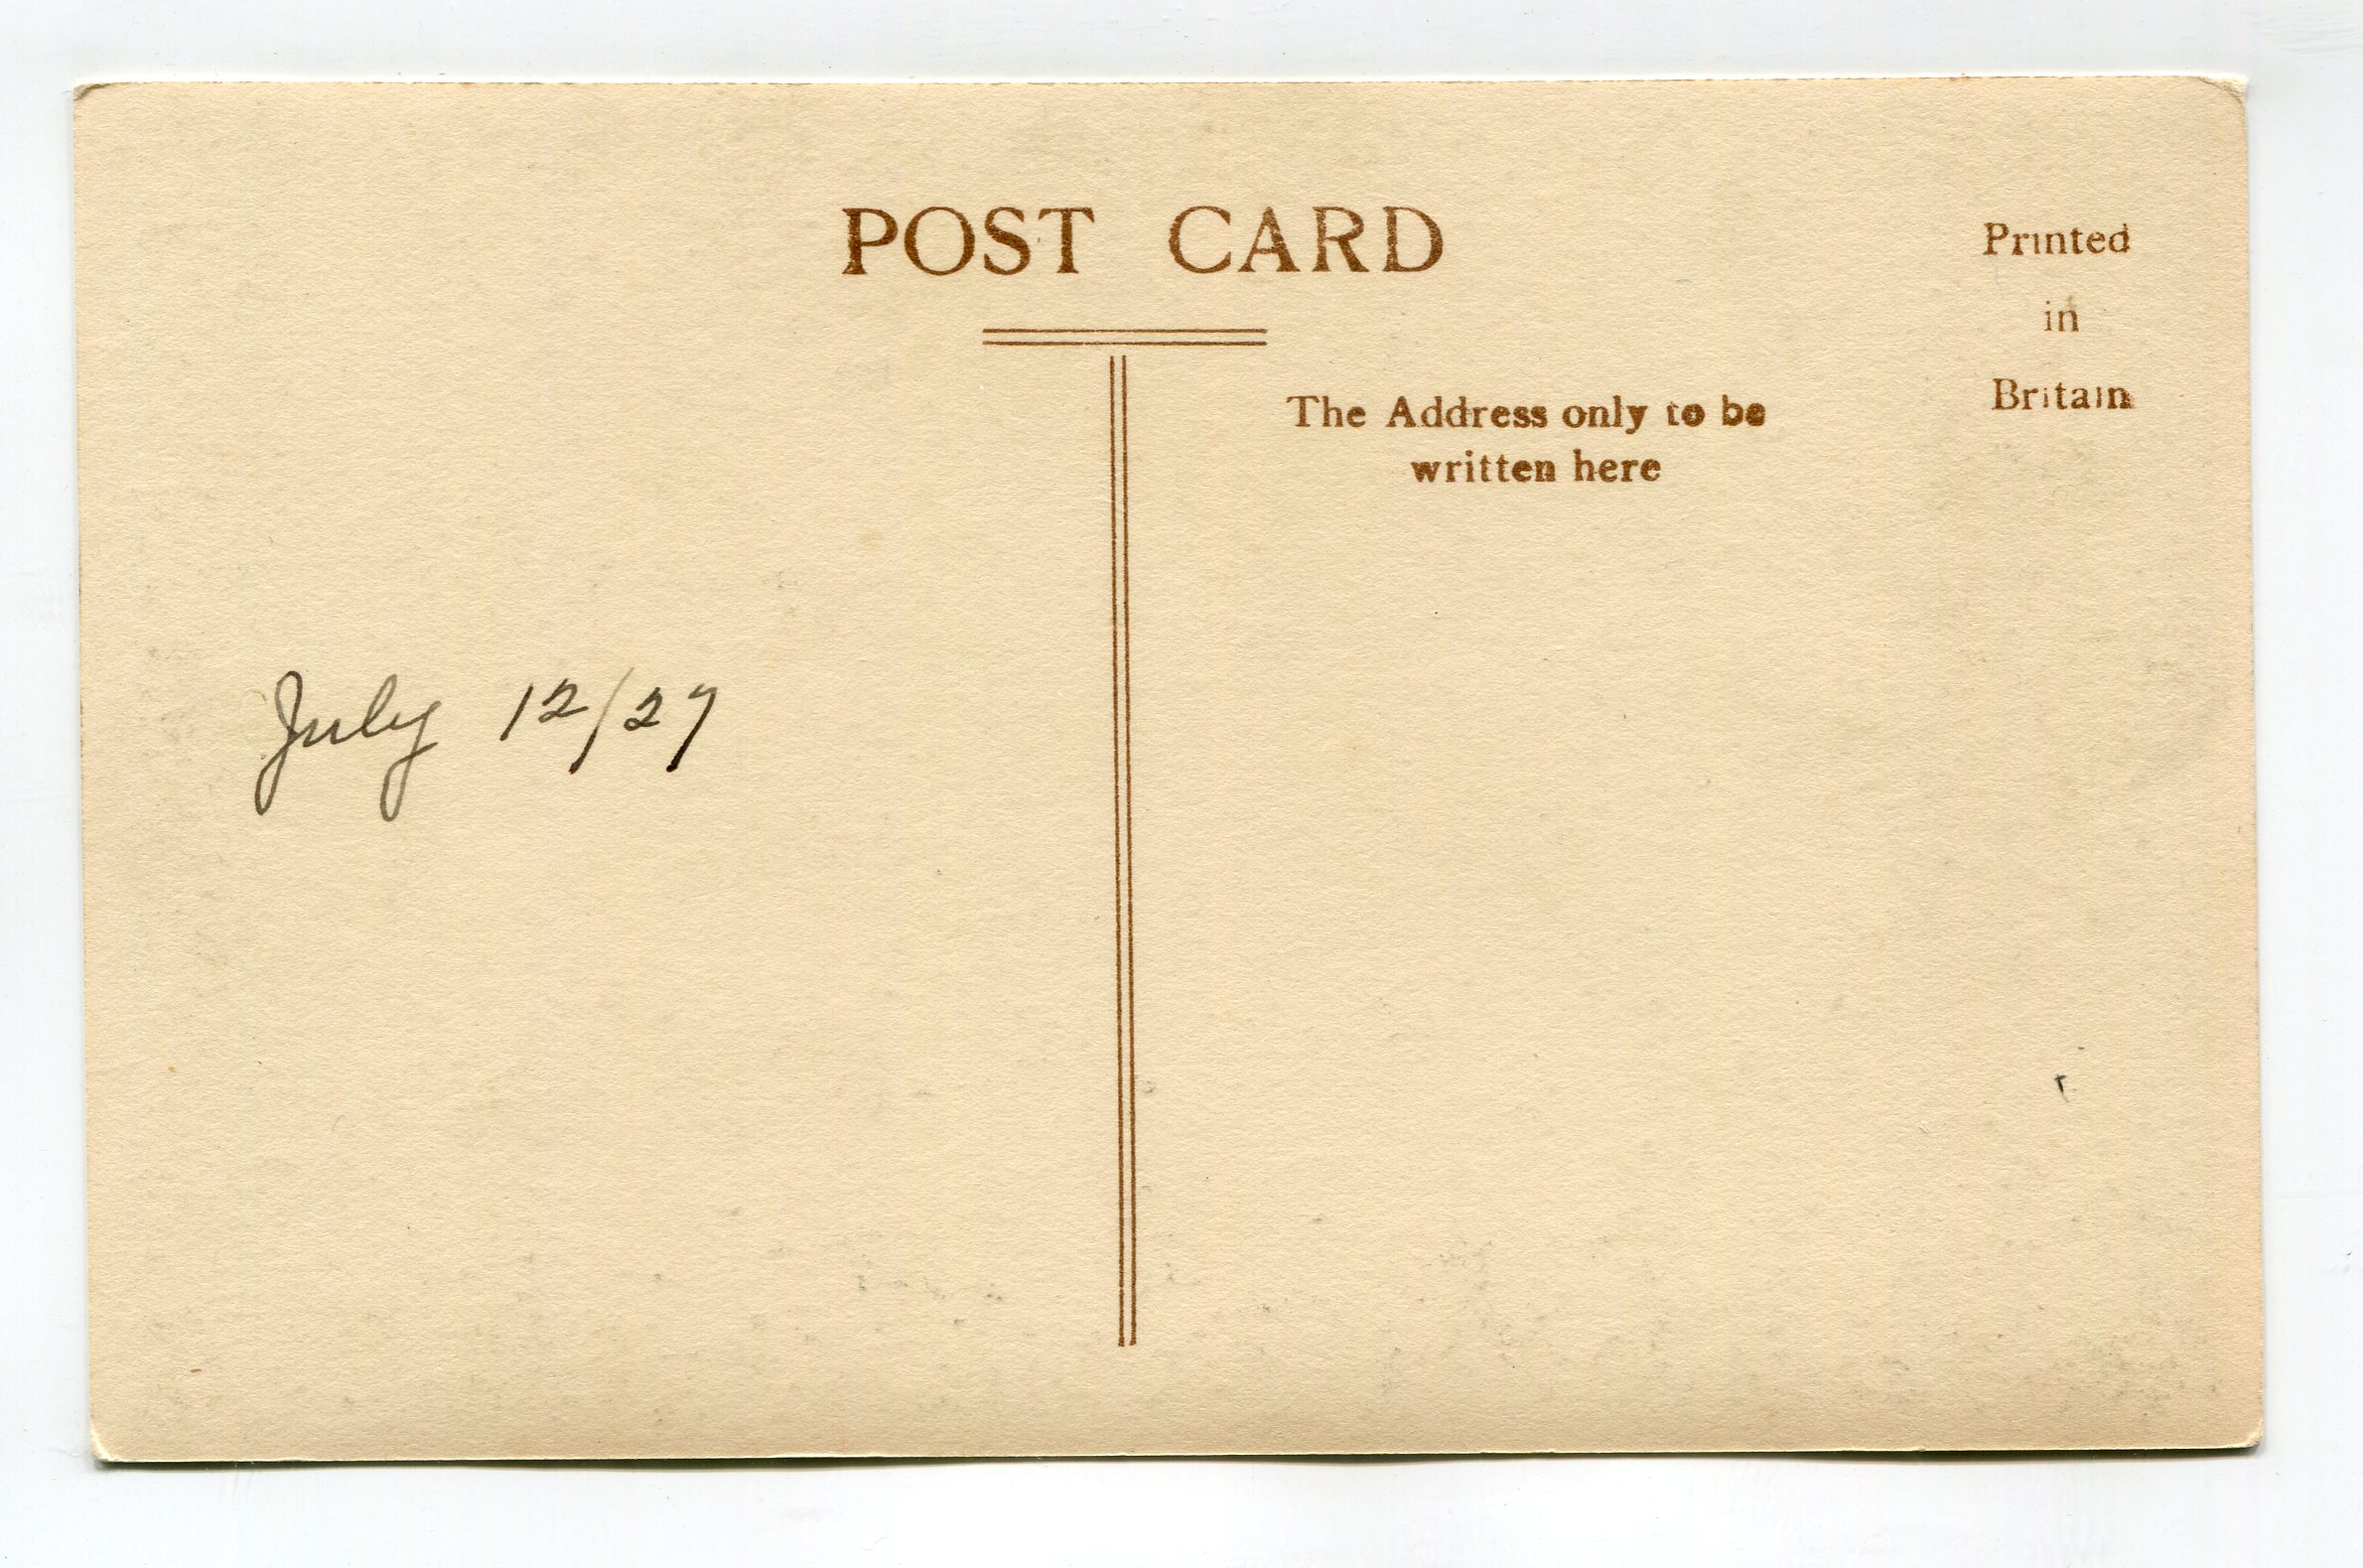 POST CARD
Printed
in
Britain
The Address only to be
written here
July 12/27